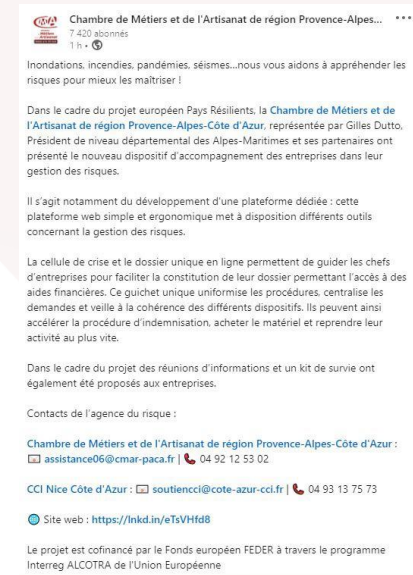 Chambre de Métiers et de l'Artisanat de région Provence-Alpes...
7 420 abonnés
1 h •
Inondations, incendies, pandémies, séismes...nous vous aidons à appréhender les
risques pour mieux les maîtriser !
Dans le cadre du projet européen Pays Résilients, la Chambre de Métiers et de
l'Artisanat de région Provence-Alpes-Côte d'Azur, représentée par Gilles Dutto,
Président de niveau départemental des Alpes-Maritimes et ses partenaires ont
présenté le nouveau dispositif d'accompagnement des entreprises dans leur
gestion des risques.
Il s'agit notamment du développement d'une plateforme dédiée : cette
plateforme web simple et ergonomique met à disposition différents outils
concernant la gestion des risques.
La cellule de crise et le dossier unique en ligne permettent de guider les chefs
d'entreprises pour faciliter la constitution de leur dossier permettant l'accès à des
aides financières. Ce guichet unique uniformise les procédures, centralise les
demandes et veille à la cohérence des différents dispositifs. Ils peuvent ainsi
accélérer la procédure d'indemnisation, acheter le matériel et reprendre leur
activité au plus vite.
Dans le cadre du projet des réunions d'informations et un kit de survie ont
également été proposés aux entreprises.
Contacts de l'agence du risque :
Chambre de Métiers et de l'Artisanat de région Provence-Alpes-Côte d'Azur :
assistance06@cmar-paca.fr | 04 92 12 53 02
CCI Nice Côte d'Azur : soutiencci@cote-azur-cci.fr | 04 93 13 75 73
Site web : https://lnkd.in/eTsVHfd8
Le projet est cofinancé par le Fonds européen FEDER à travers le programme
Interreg ALCOTRA de l'Union Européenne